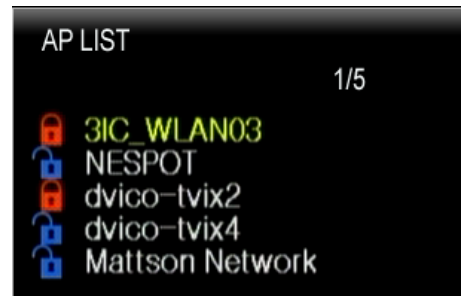 AP LIST
1/5
3IC_WLAN03
NESPOT
dvico-tvix2
dvico-tvix4
Mattson Network